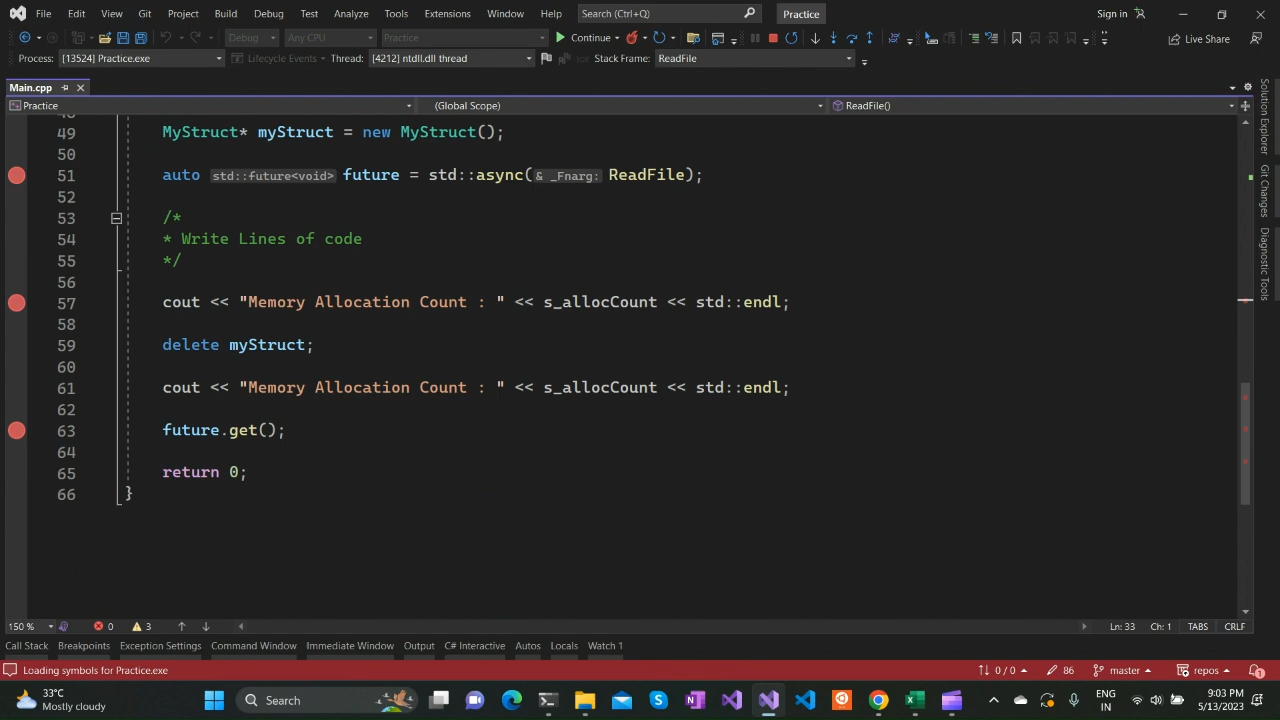 File Edit View Git Project Build Debug Test Analyze Tools Extensions Window Help Search (Ctrl+Q) Practice Sign in
Debug Any CPU Practice Continue Live Share
Process: [13524] Practice.exe Lifecycle Events Thread: [4212] ntdll.dll thread Stack Frame: ReadFile
Main.cpp
Practice (Global Scope) ReadFile()
49 MyStruct* myStruct = new MyStruct();
50
51 auto std::future<void> future = std::async(& _Fnarg: ReadFile);
52
53 /*
54 * Write Lines of code
55 */
56
57 cout << "Memory Allocation Count : " << s_allocCount << std::endl;
58
59 delete myStruct;
60
61 cout << "Memory Allocation Count : " << s_allocCount << std::endl;
62
63 future.get();
64
65 return 0;
66 }
Solution Explorer
Git Changes
Diagnostic Tools
150 % 0 3 Ln: 33 Ch: 1 TABS CRLF
Call Stack Breakpoints Exception Settings Command Window Immediate Window Output C# Interactive Autos Locals Watch 1
Loading symbols for Practice.exe 0 / 0 86 master repos 1
33°C
Mostly cloudy
Search
ENG
IN
9:03 PM
5/13/2023